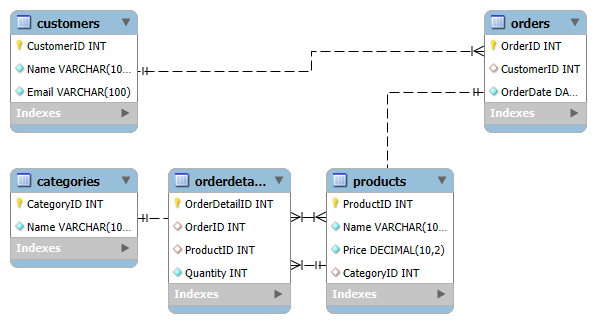 customers
CustomerID INT
Name VARCHAR(10...
Email VARCHAR(100)
Indexes
orders
OrderID INT
CustomerID INT
OrderDate DA...
Indexes
categories
CategoryID INT
Name VARCHAR(10...
Indexes
orderdeta...
OrderDetailID INT
OrderID INT
ProductID INT
Quantity INT
Indexes
products
ProductID INT
Name VARCHAR(10...
Price DECIMAL(10,2)
CategoryID INT
Indexes